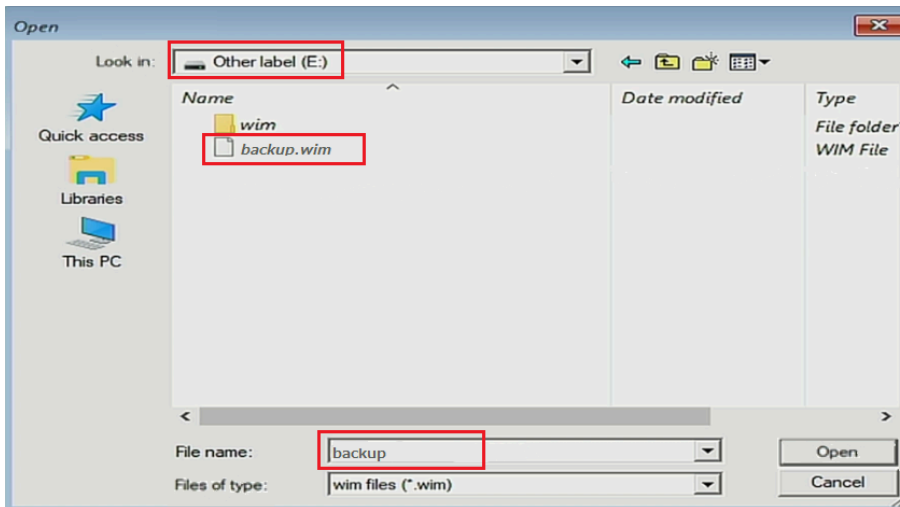 Open
Look in: Other label (E:)
Name Date modified Type
Quick access
Libraries
This PC
wim File folder
backup.wim WIM File
File name: backup Open
Files of type: wim files (*.wim) Cancel